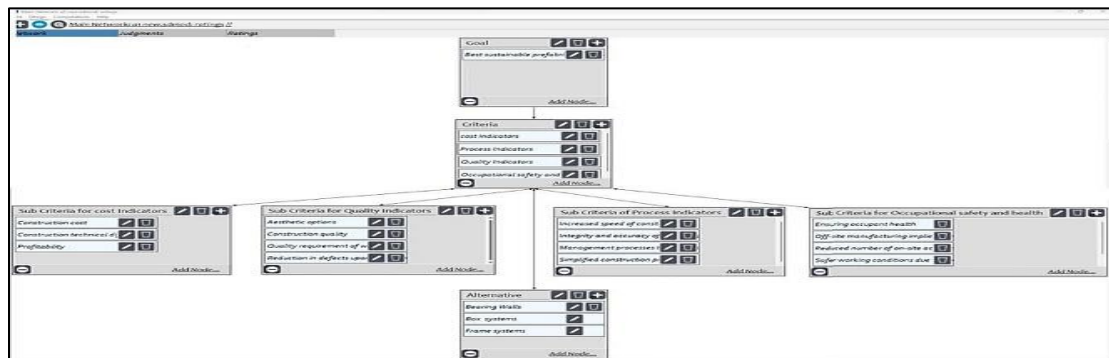 Main Network: new.sdmod: ratings //
Network Judgments Ratings
Goal
Best sustainable prefabri
Add Node...
Criteria
cost indicators
Process Indicators
Quality Indicators
Occupational safety and
Add Node...
Sub Criteria for cost Indicators
Construction cost
Construction technical d
Profitability
Add Node...
Sub Criteria for Quality Indicators
Aesthetic options
Construction quality
Quality requirement of w
Reduction in defects upo
Add Node...
Sub Criteria of Process Indicators
Increased speed of const
Integrity and accuracy of
Management processes
Simplified construction p
Add Node...
Sub Criteria for Occupational safety and health
Ensuring occupant health
Off-site manufacturing implie
Reduced number of on-site ac
Safer working conditions due
Add Node...
Alternative
Bearing Walls
Box systems
Frame systems
Add Node...